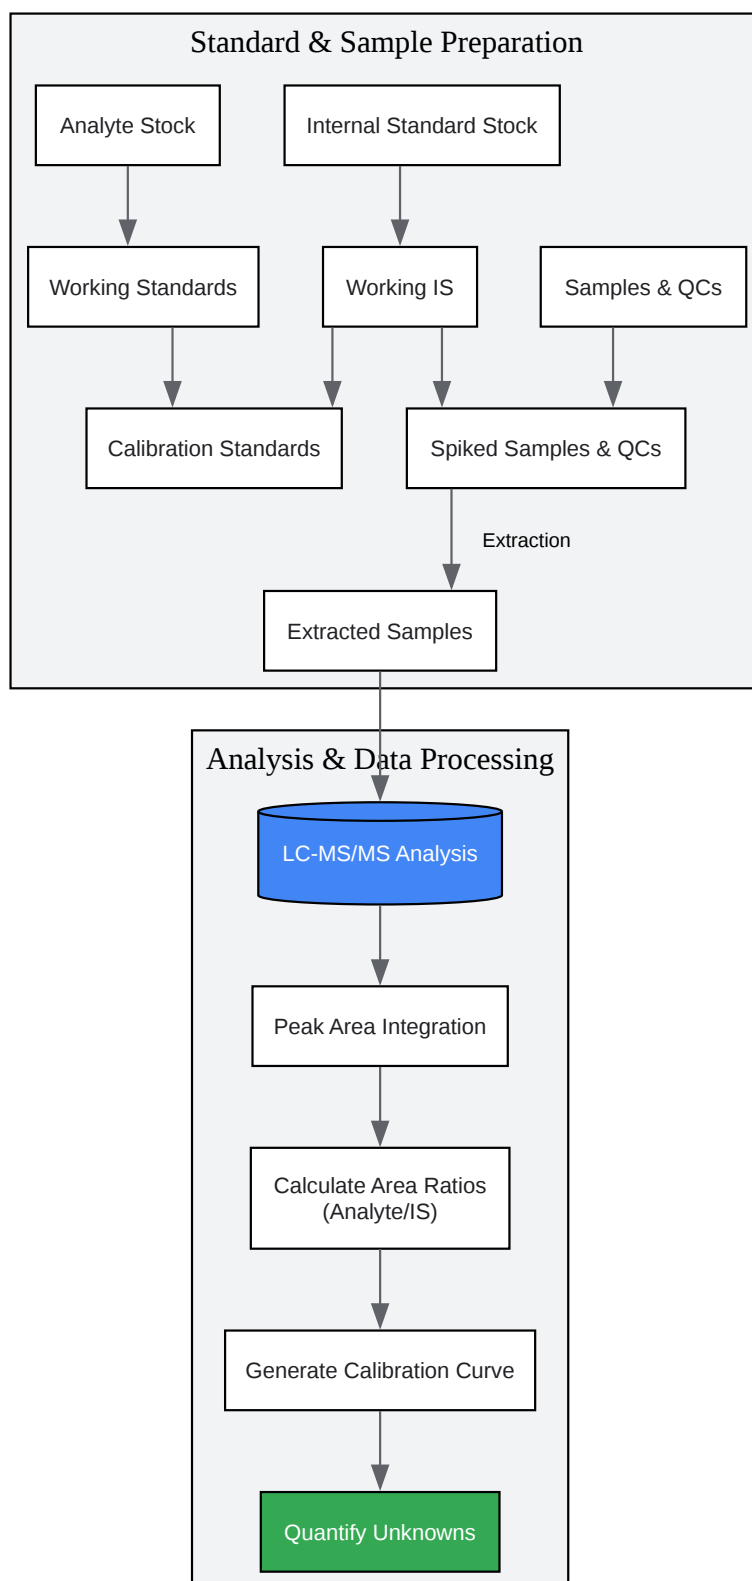 Standard & Sample Preparation
Analyte Stock
Internal Standard Stock
Working Standards
Working IS
Samples & QCs
Calibration Standards
Spiked Samples & QCs
Extraction
Extracted Samples
Analysis & Data Processing
LC-MS/MS Analysis
Peak Area Integration
Calculate Area Ratios
(Analyte/IS)
Generate Calibration Curve
Quantify Unknowns